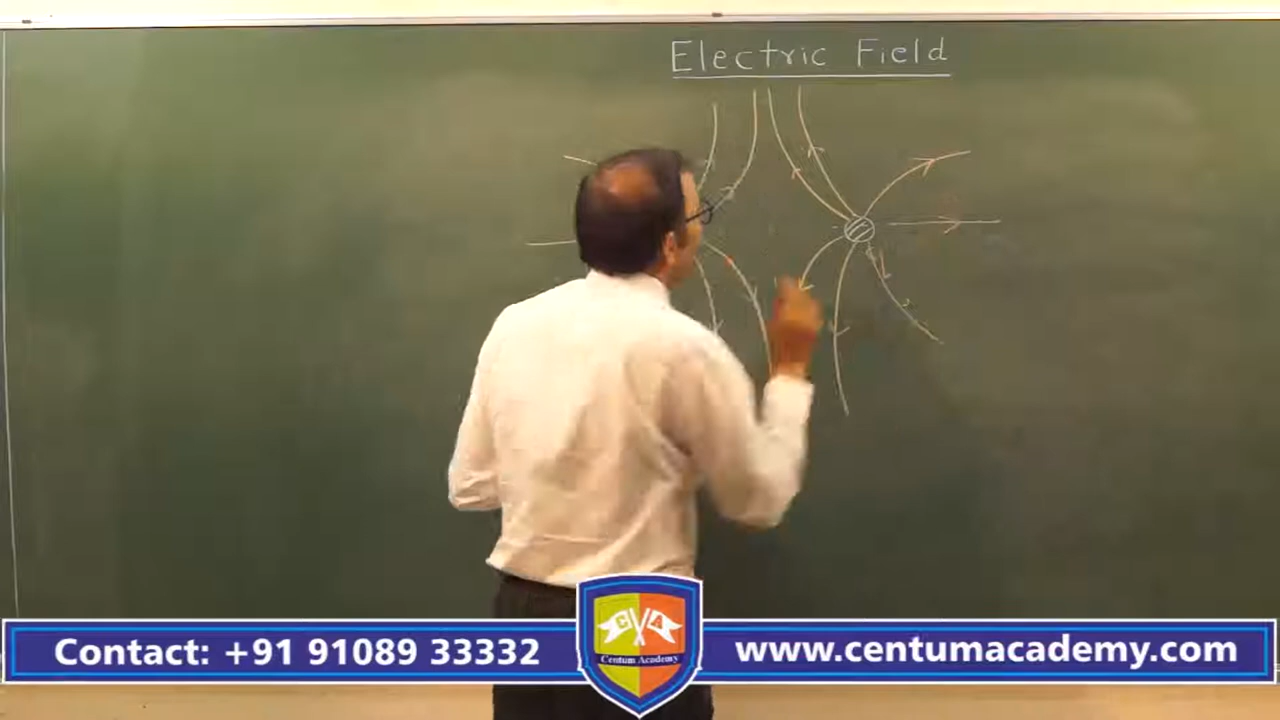 Electric Field
Contact: +91 91089 33332
C A
Centum Academy
www.centumacademy.com